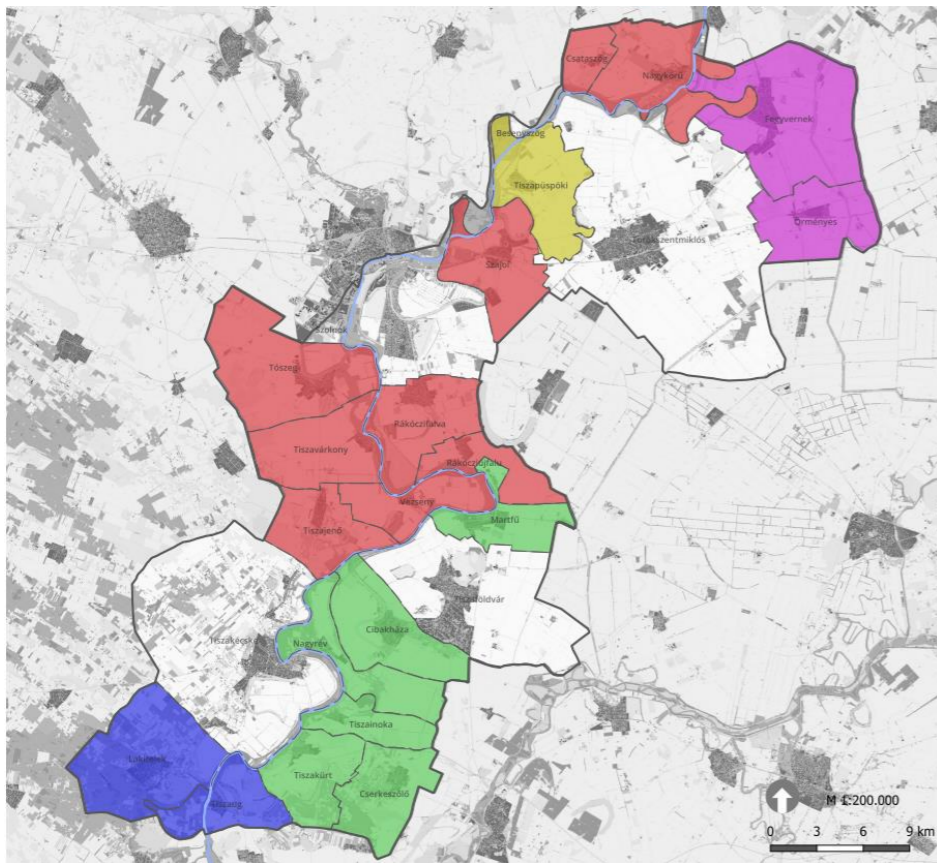 Csataszög
Nagykörű
Fegyvernek
Besenyszög
Tiszapüspöki
Örményes
Törökszentmiklós
Szajol
Szolnok
Tószeg
Rákóczifalva
Tiszavárkony
Rákócziújfalu
Vezseny
Martfű
Tiszajenő
Tiszaföldvár
Cibakháza
Tiszakécske
Nagyrév
Tiszainoka
Lakitelek
Tiszakürt
Cserkeszőlő
Tiszaug
M 1:200.000
0 3 6 9 km